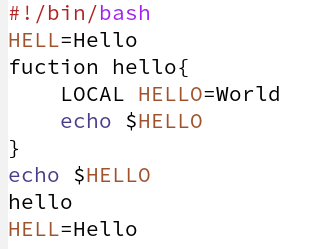 #!/bin/bash
HELL=Hello
fuction hello{
    LOCAL HELLO=World
    echo $HELLO
}
echo $HELLO
hello
HELL=Hello